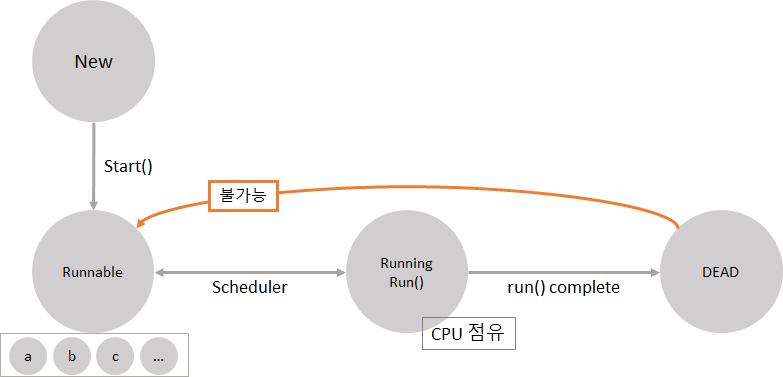 New
Start()
불가능
Runnable
Scheduler
Running
Run()
run() complete
DEAD
CPU 점유
a b c ...